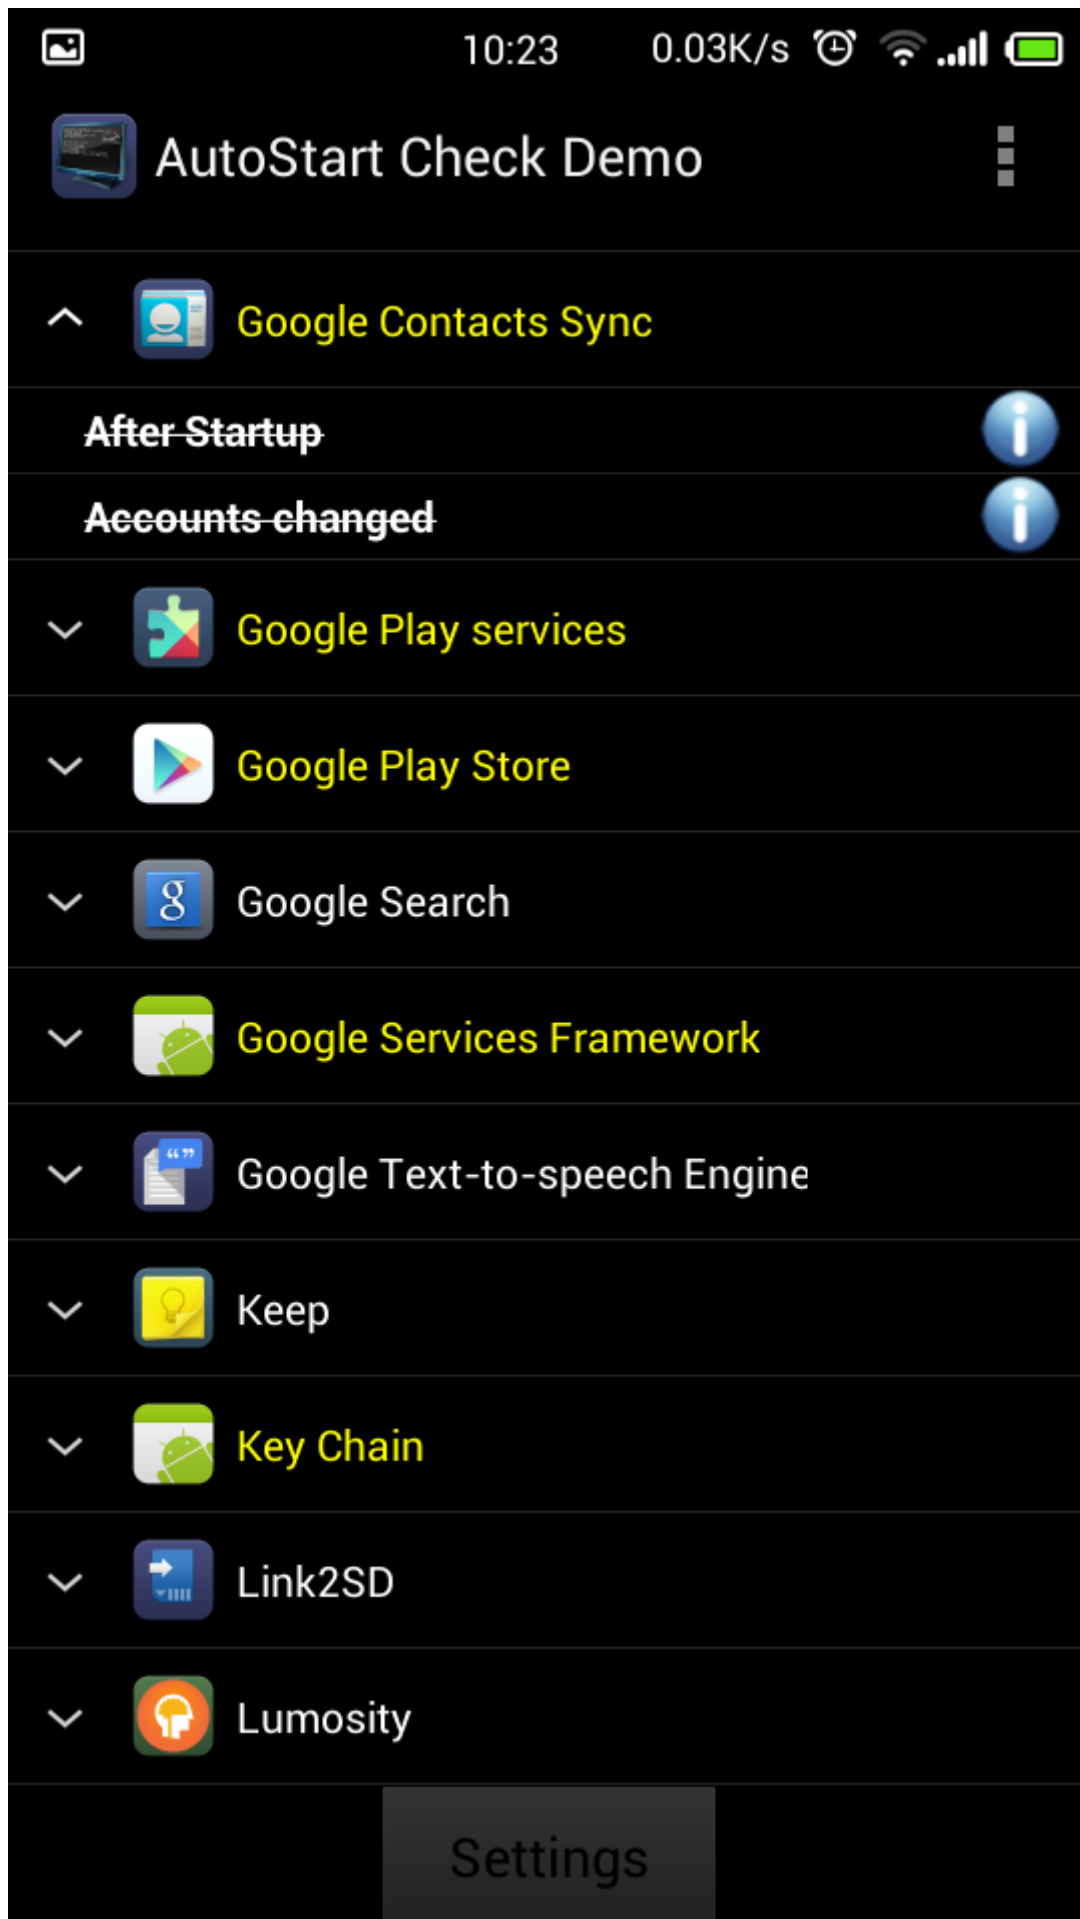 10:23 0.03K/s
AutoStart Check Demo
Google Contacts Sync
After Startup
Accounts changed
Google Play services
Google Play Store
g Google Search
Google Services Framework
“ ” Google Text-to-speech Engine
Keep
Key Chain
Link2SD
Lumosity
Settings